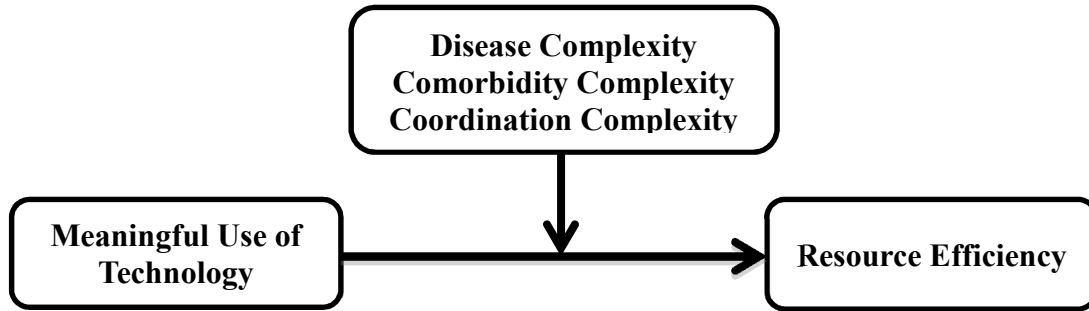 Disease Complexity
Comorbidity Complexity
Coordination Complexity
Meaningful Use of
Technology
Resource Efficiency